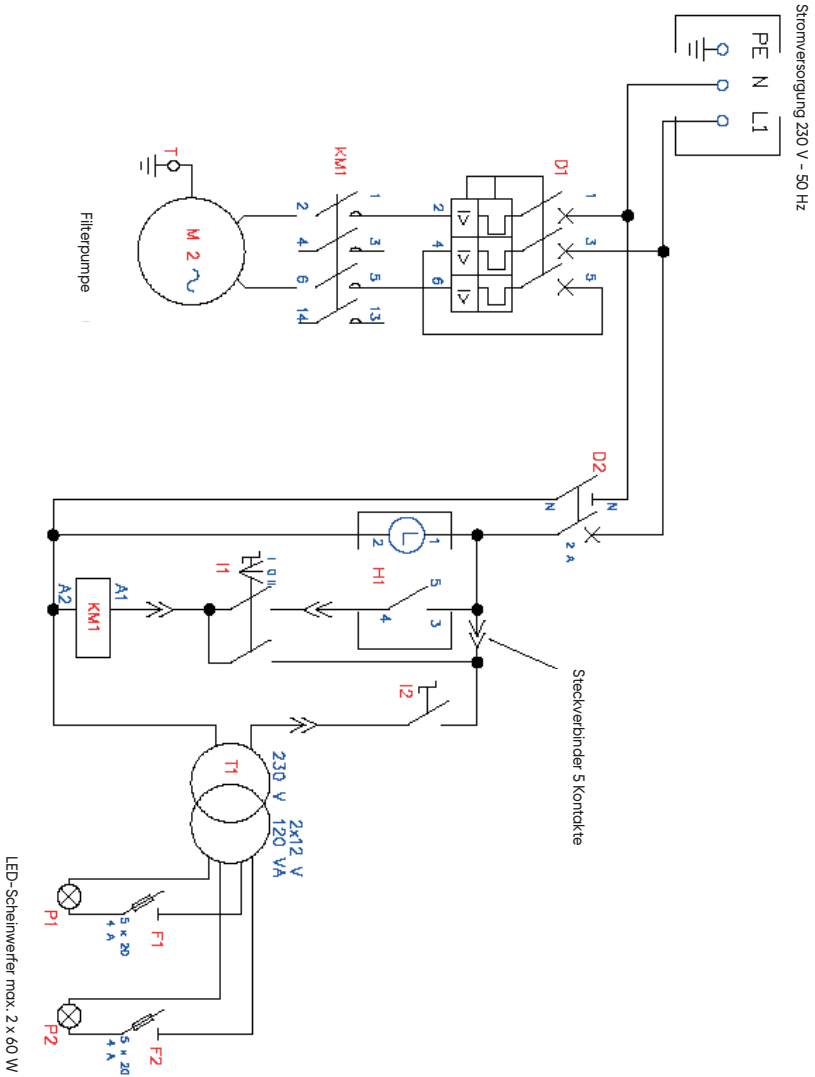 Stromversorgung 230 V - 50 Hz
PE
N
L1
D1
1
3
5
2
4
6
KM1
1
3
5
13
2
4
6
14
T
M 2 ~
Filterpumpe
D2
N
N
2 A
L
1
2
H1
5
3
4
I1
I 0 II
KM1
A1
A2
Steckverbinder 5 Kontakte
I2
T1
230 V
2x12 V
120 VA
P1
F1
5 x 20
4 A
P2
F2
5 x 20
4 A
LED-Scheinwerfer max. 2 x 60 W